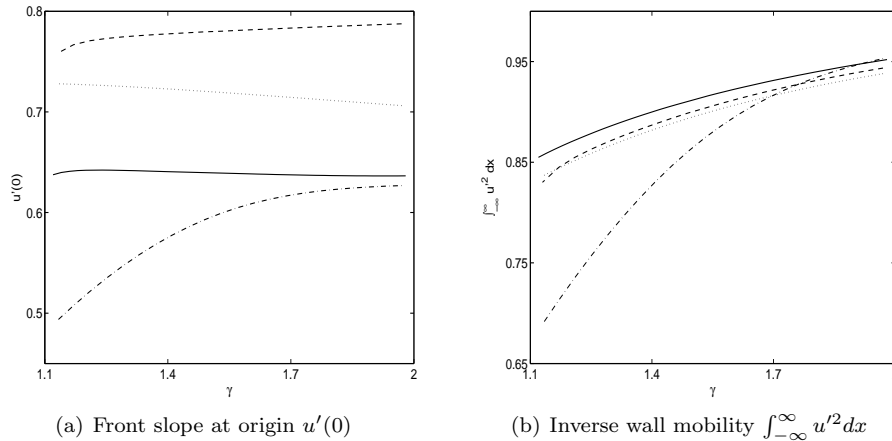 0.8
0.7
0.6
0.5
1.1 1.4 1.7 2
u'(0)
γ
0.95
0.85
0.75
0.65
1.1 1.4 1.7
∫_{-∞}^{∞} u'² dx
γ
(a) Front slope at origin u′(0)
(b) Inverse wall mobility ∫_{−∞}^{∞} u′²dx